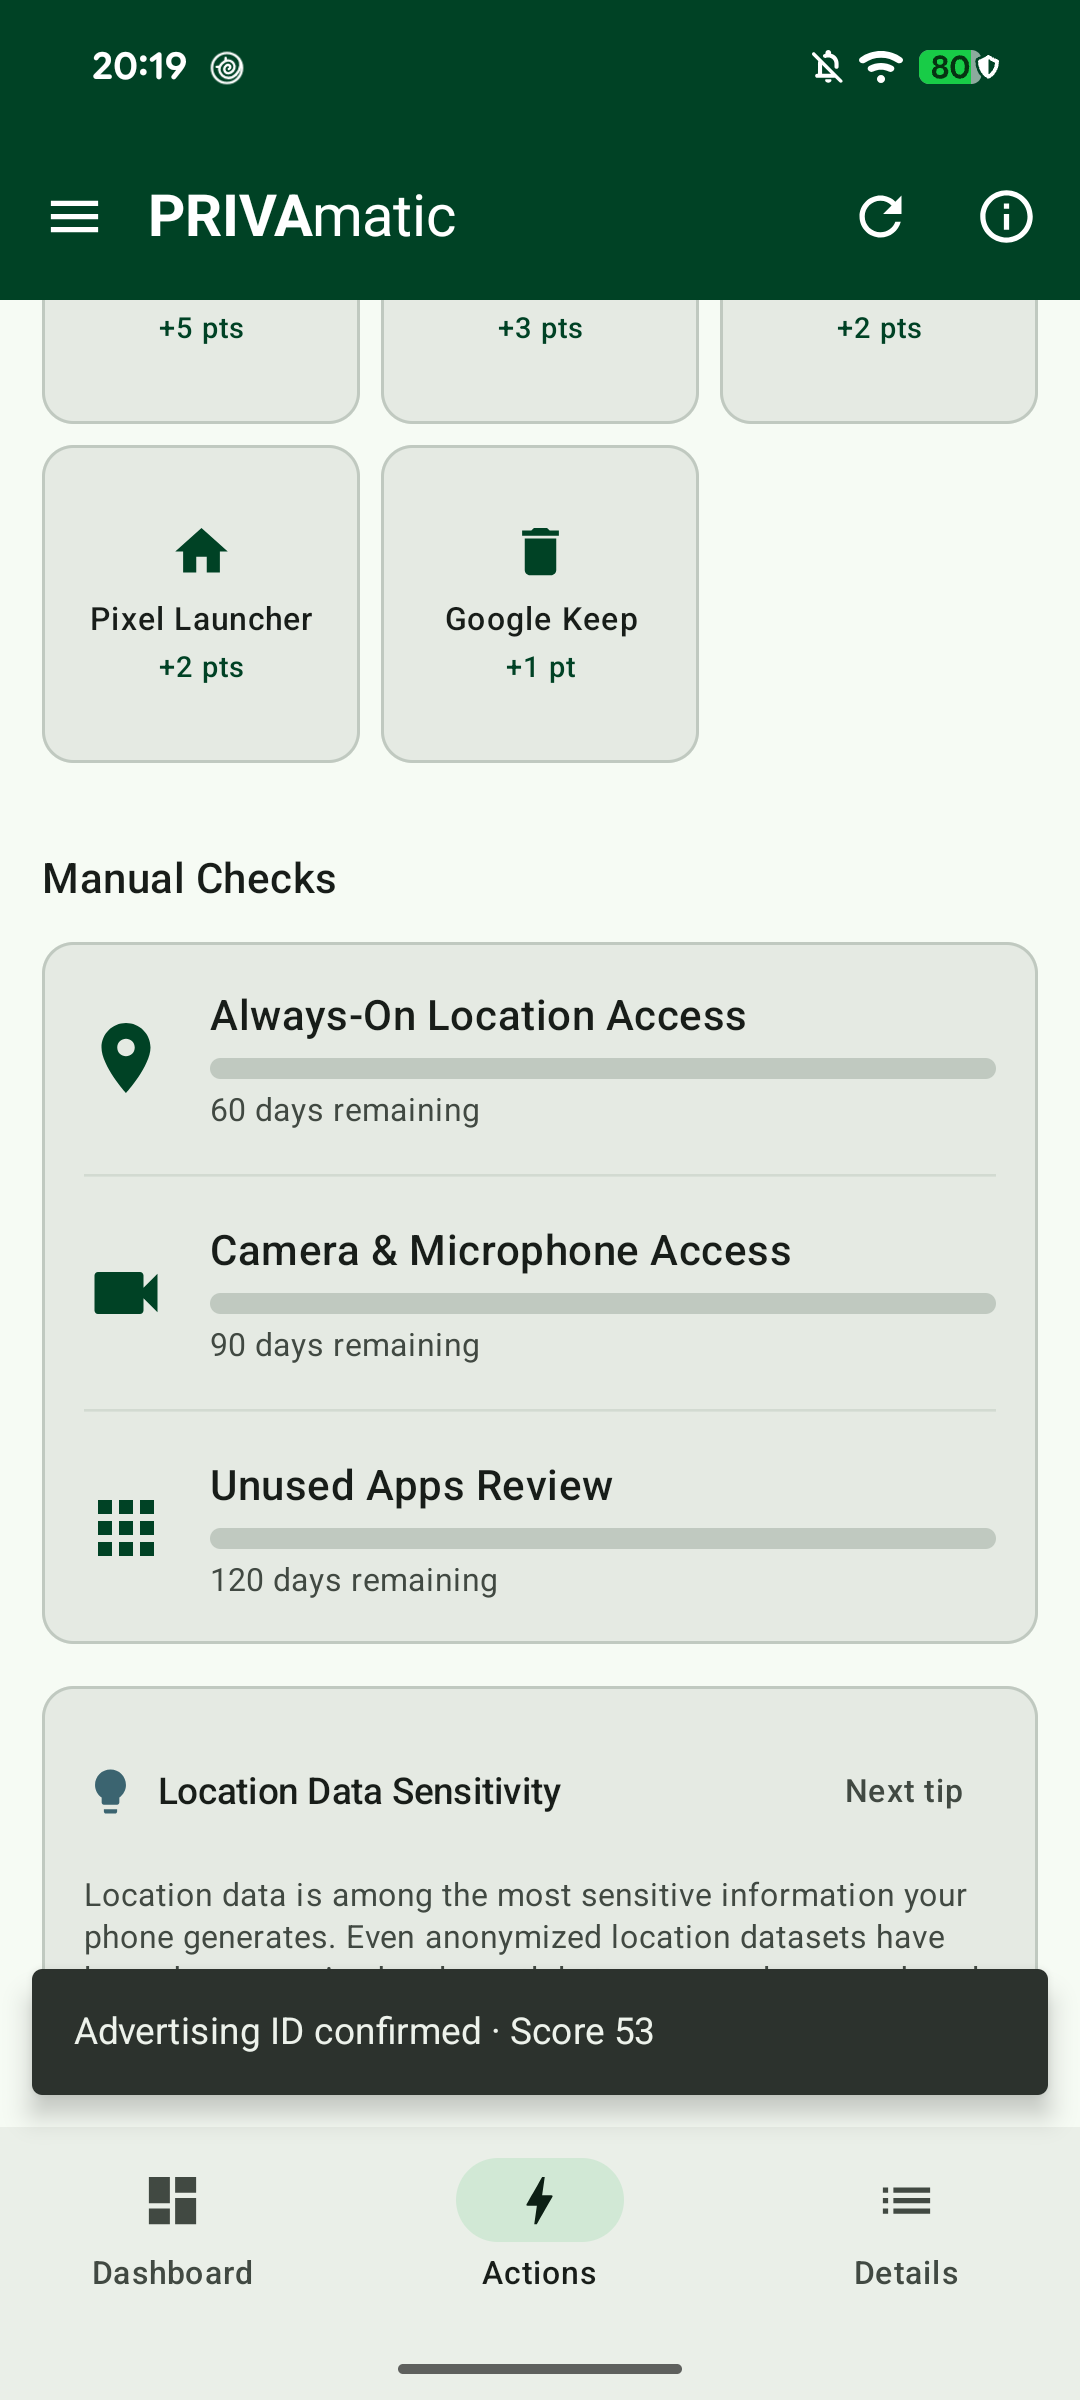 20:19
80
PRIVAmatic
+5 pts
+3 pts
+2 pts
Pixel Launcher
+2 pts
Google Keep
+1 pt
Manual Checks
Always-On Location Access
60 days remaining
Camera & Microphone Access
90 days remaining
Unused Apps Review
120 days remaining
Location Data Sensitivity
Next tip
Location data is among the most sensitive information your
phone generates. Even anonymized location datasets have
Advertising ID confirmed · Score 53
Dashboard
Actions
Details